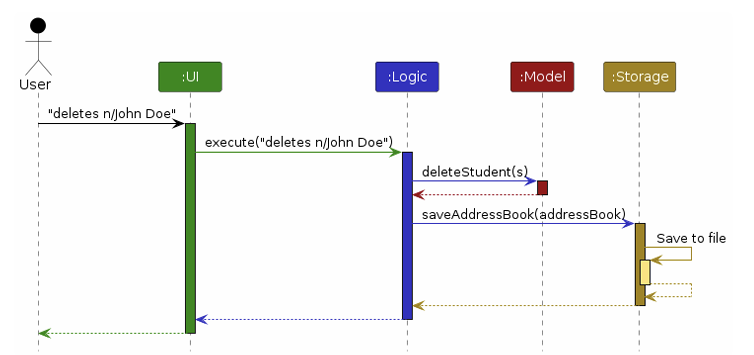 User
:UI
:Logic
:Model
:Storage
"deletes n/John Doe"
execute("deletes n/John Doe")
deleteStudent(s)
saveAddressBook(addressBook)
Save to file